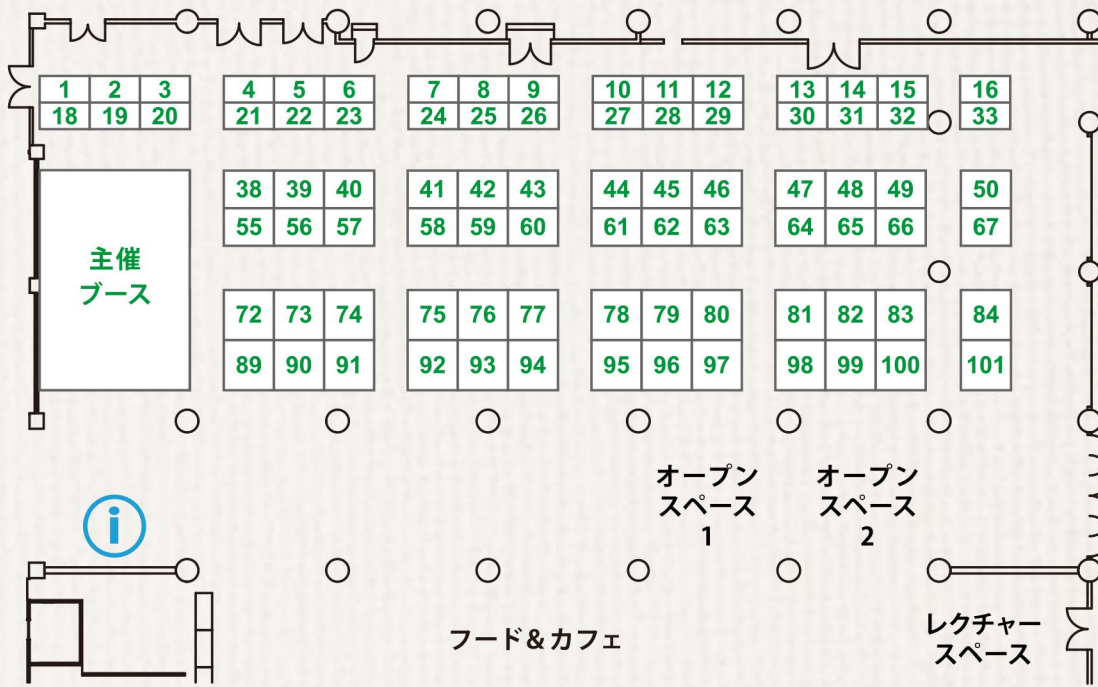 1 2 3 4 5 6 7 8 9 10 11 12 13 14 15 16
18 19 20 21 22 23 24 25 26 27 28 29 30 31 32 33
38 39 40 41 42 43 44 45 46 47 48 49 50
55 56 57 58 59 60 61 62 63 64 65 66 67
主催
ブース
72 73 74 75 76 77 78 79 80 81 82 83 84
89 90 91 92 93 94 95 96 97 98 99 100 101
オープン
スペース
1
オープン
スペース
2
i
フード&カフェ
レクチャー
スペース